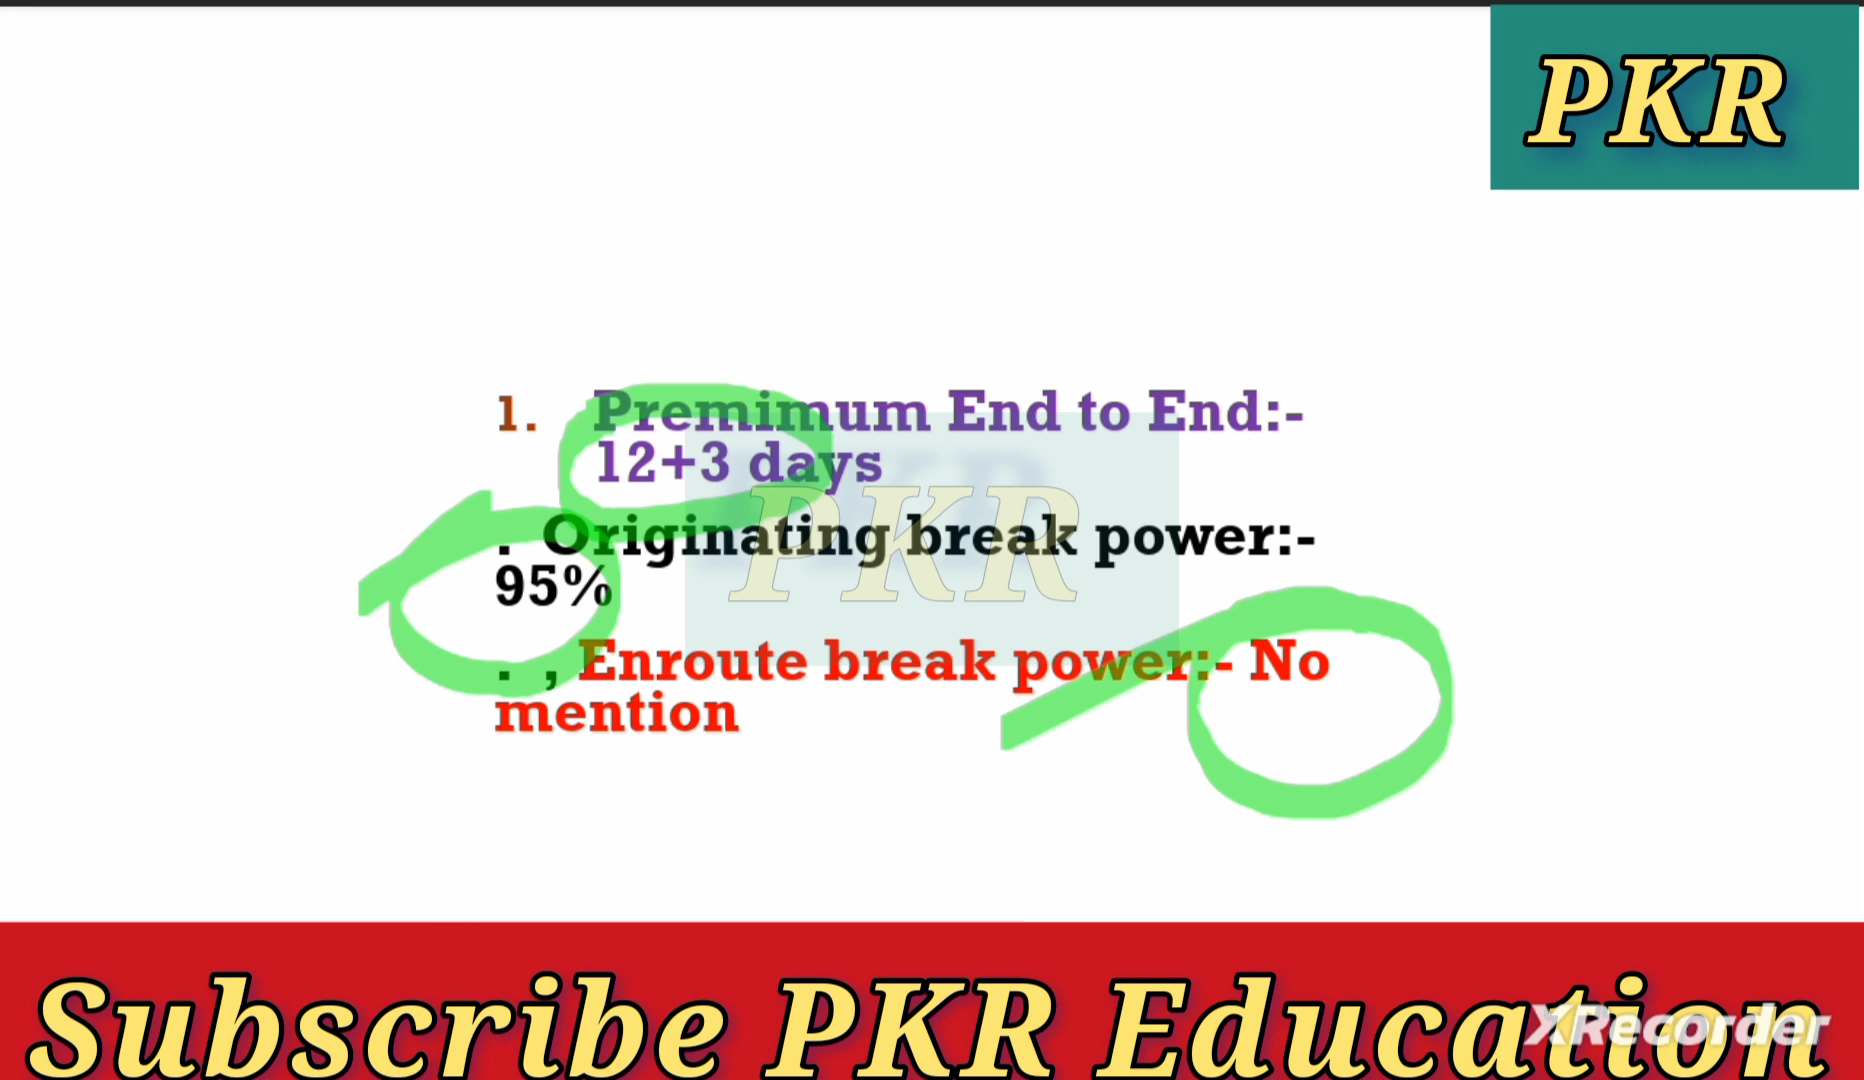 PKR
1. Premimum End to End:-
12+3 days
. Originating break power:-
95%
. , Enroute break power:- No
mention
PKR
Subscribe PKR Education
XRecorder